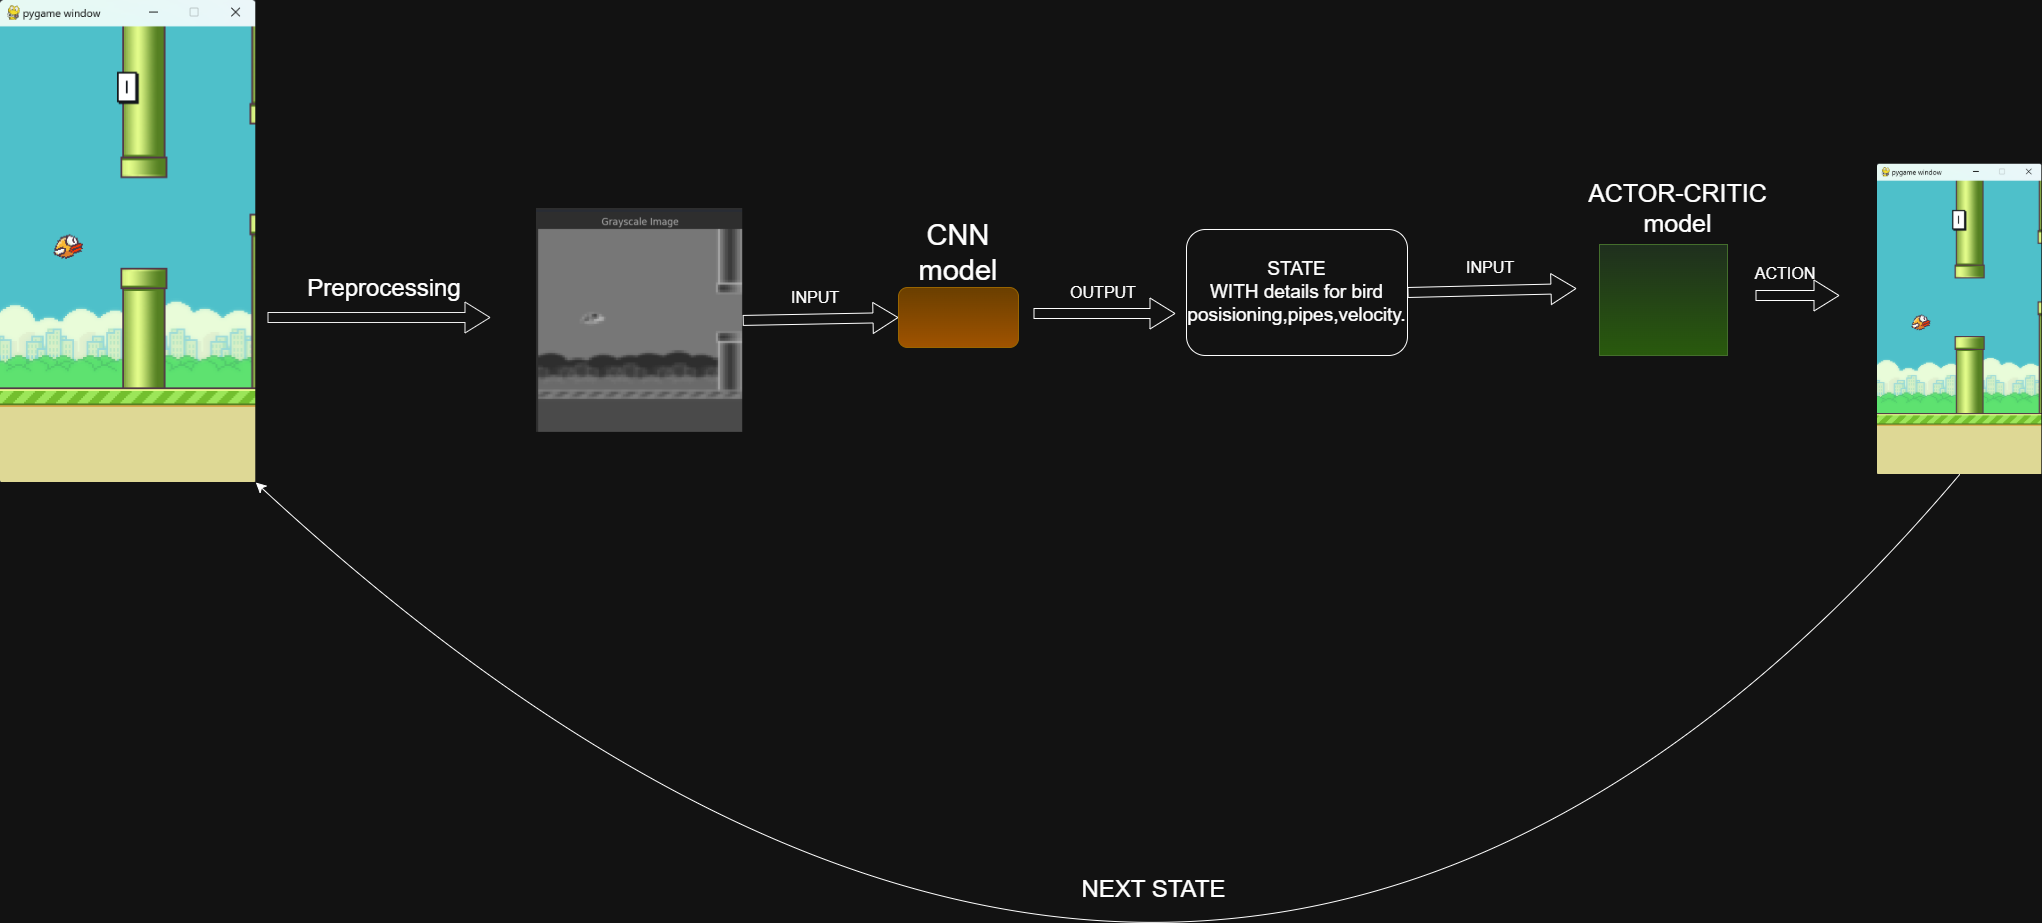 pygame window
Preprocessing
Grayscale Image
INPUT
CNN
model
OUTPUT
STATE
WITH details for bird
posisioning,pipes,velocity.
INPUT
ACTOR-CRITIC
model
ACTION
pygame window
NEXT STATE